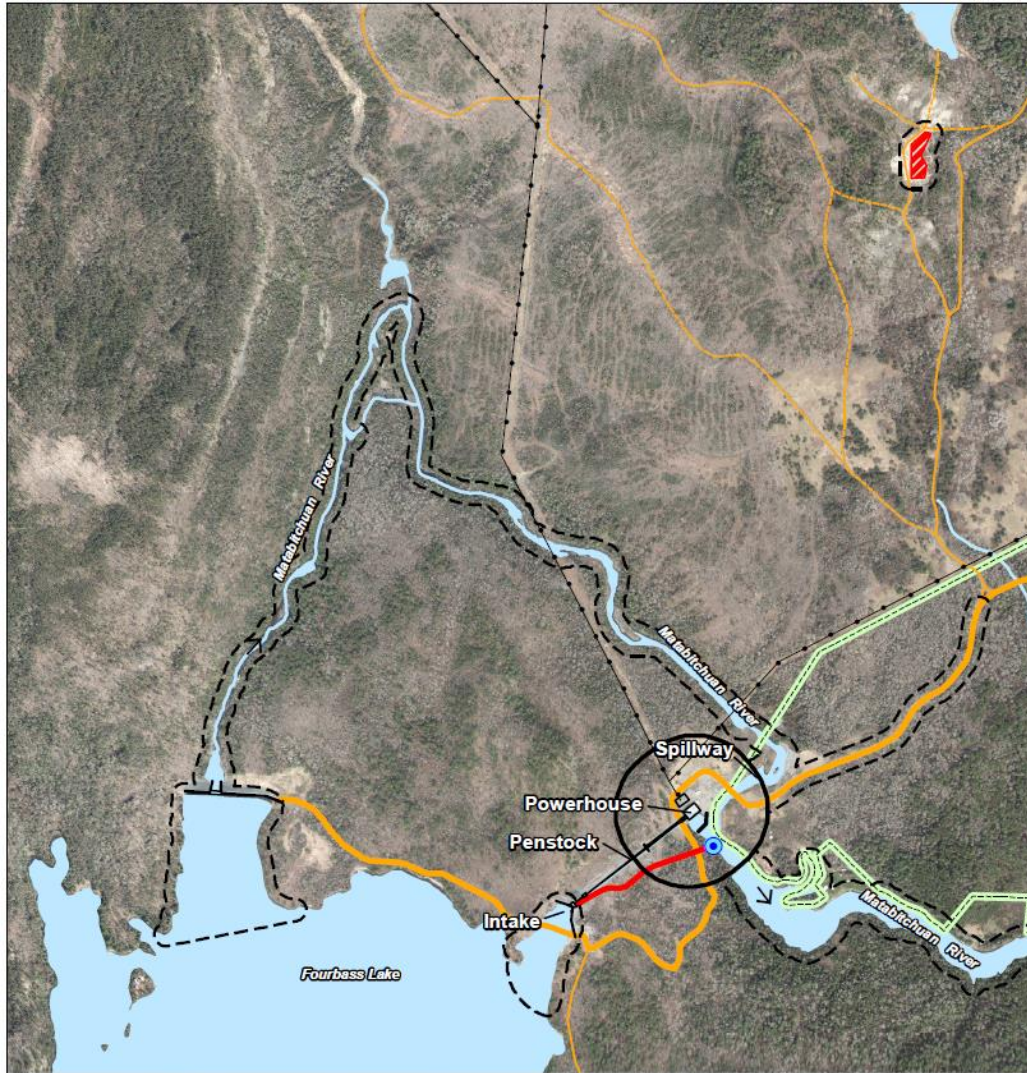 Matabitchuan River
Matabitchuan River
Spillway
Powerhouse
Penstock
Intake
Matabitchuan River
Fourbass Lake